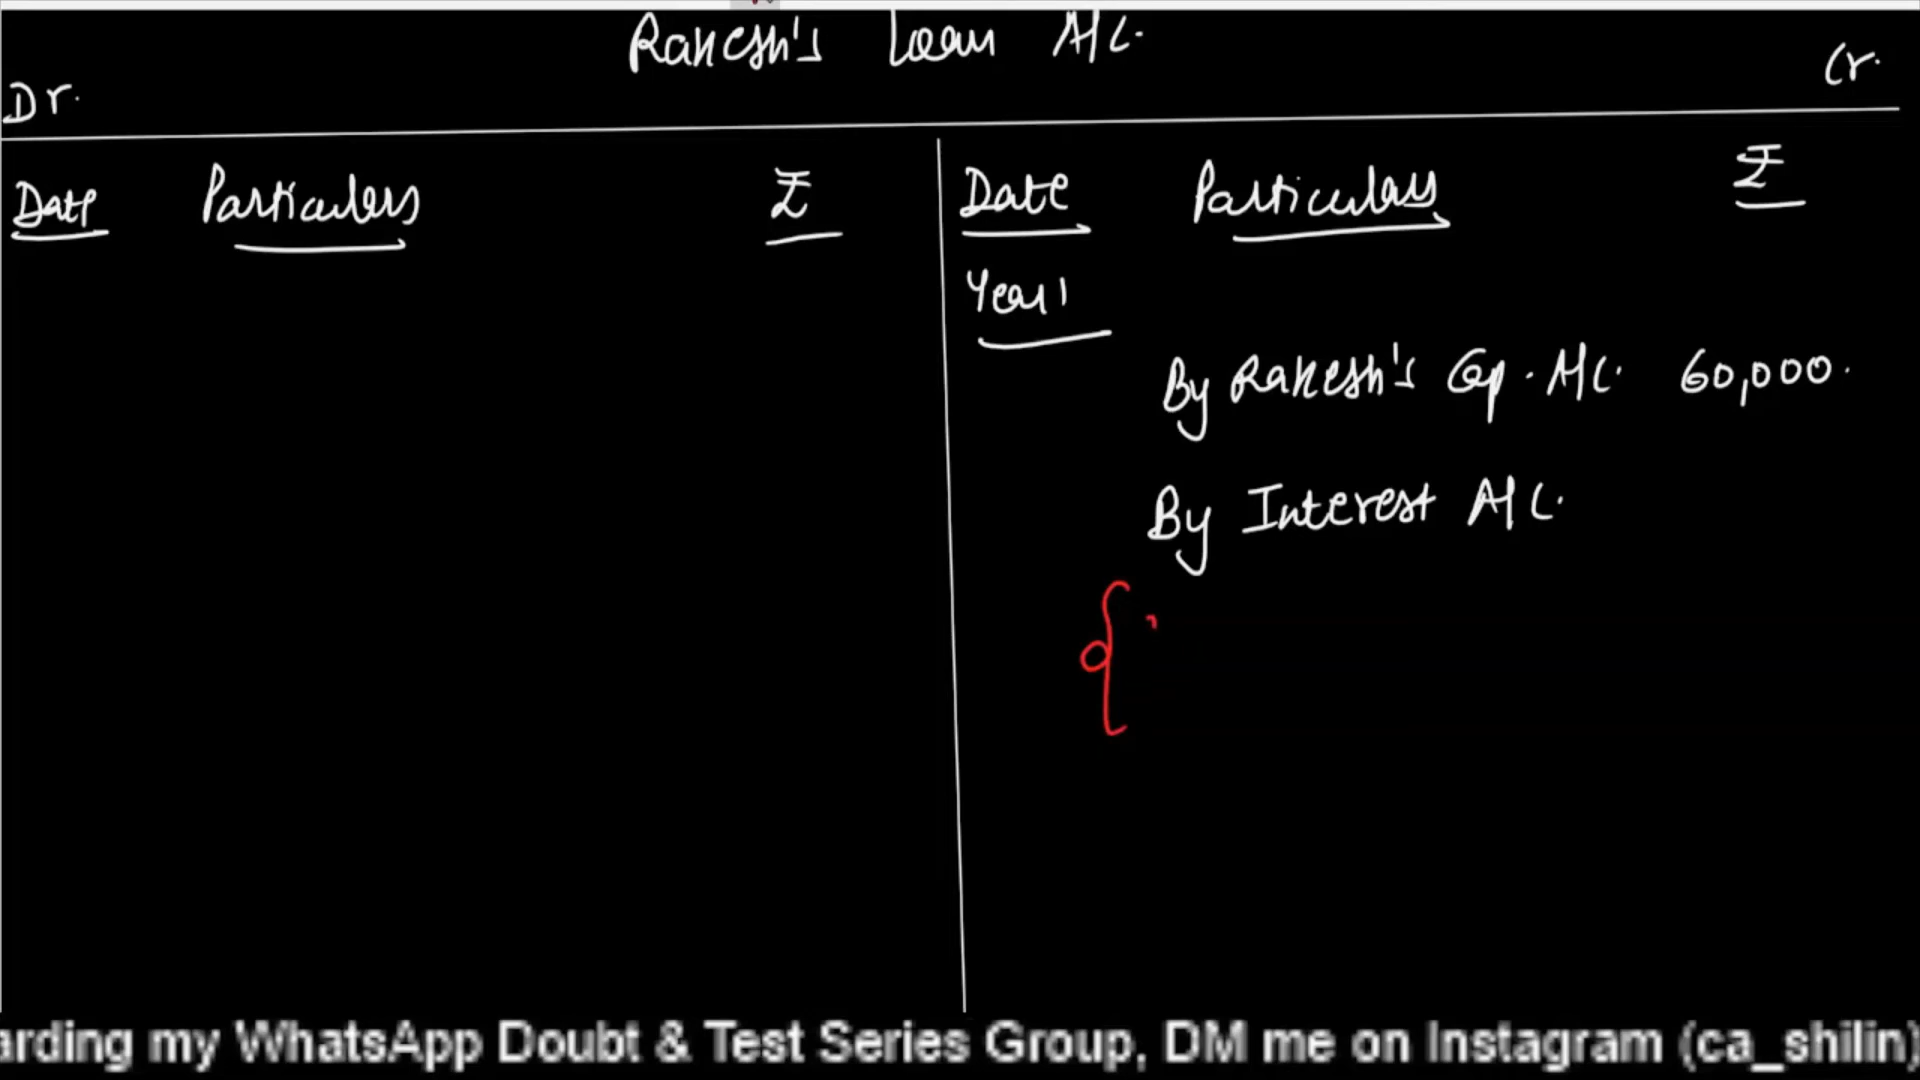 Rakesh's Loan A/c.
Dr. Cr.
Date Particulars ₹ Date Particulars ₹
Year 1
By Rakesh's Cap. A/c. 60,000.
By Interest A/c.
arding my WhatsApp Doubt & Test Series Group, DM me on Instagram (ca_shilin)